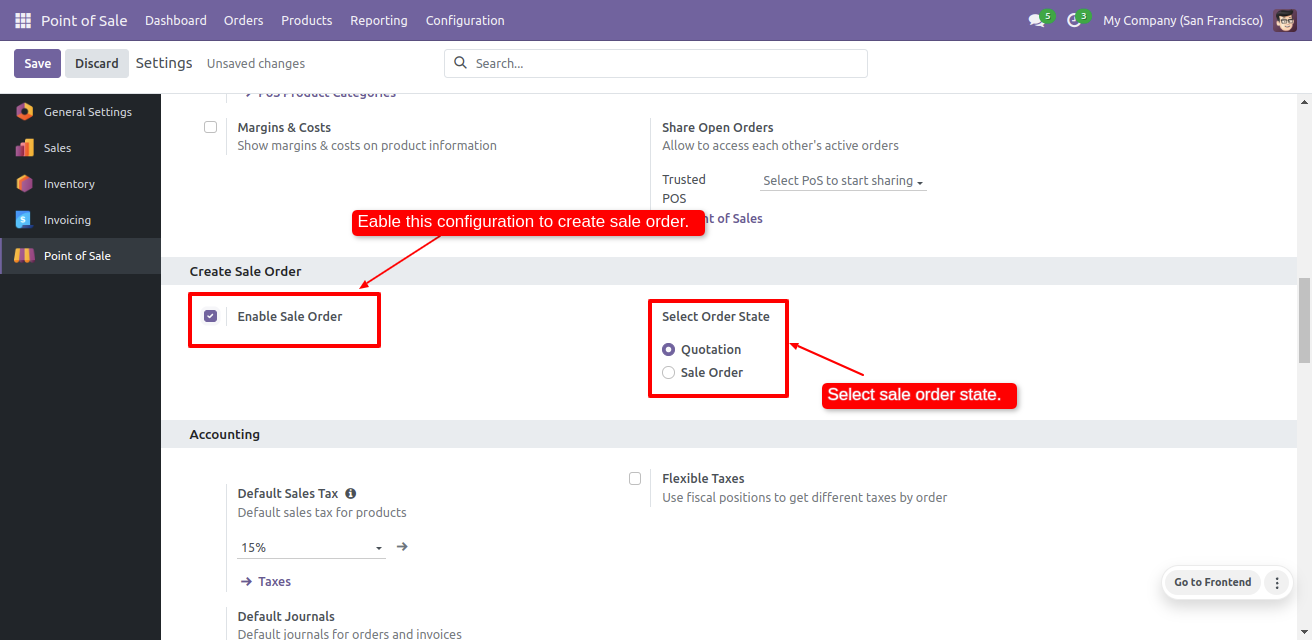 Point of Sale Dashboard Orders Products Reporting Configuration 5 3 My Company (San Francisco)
Save Discard Settings Unsaved changes Search...
General Settings
Sales
Inventory
Invoicing
Point of Sale
PoS Product Categories
Margins & Costs
Show margins & costs on product information
Share Open Orders
Allow to access each other's active orders
Trusted
POS
Select PoS to start sharing
nt of Sales
Eable this configuration to create sale order.
Create Sale Order
Enable Sale Order
Select Order State
Quotation
Sale Order
Select sale order state.
Accounting
Default Sales Tax
Default sales tax for products
15%
Taxes
Flexible Taxes
Use fiscal positions to get different taxes by order
Default Journals
Default journals for orders and invoices
Go to Frontend